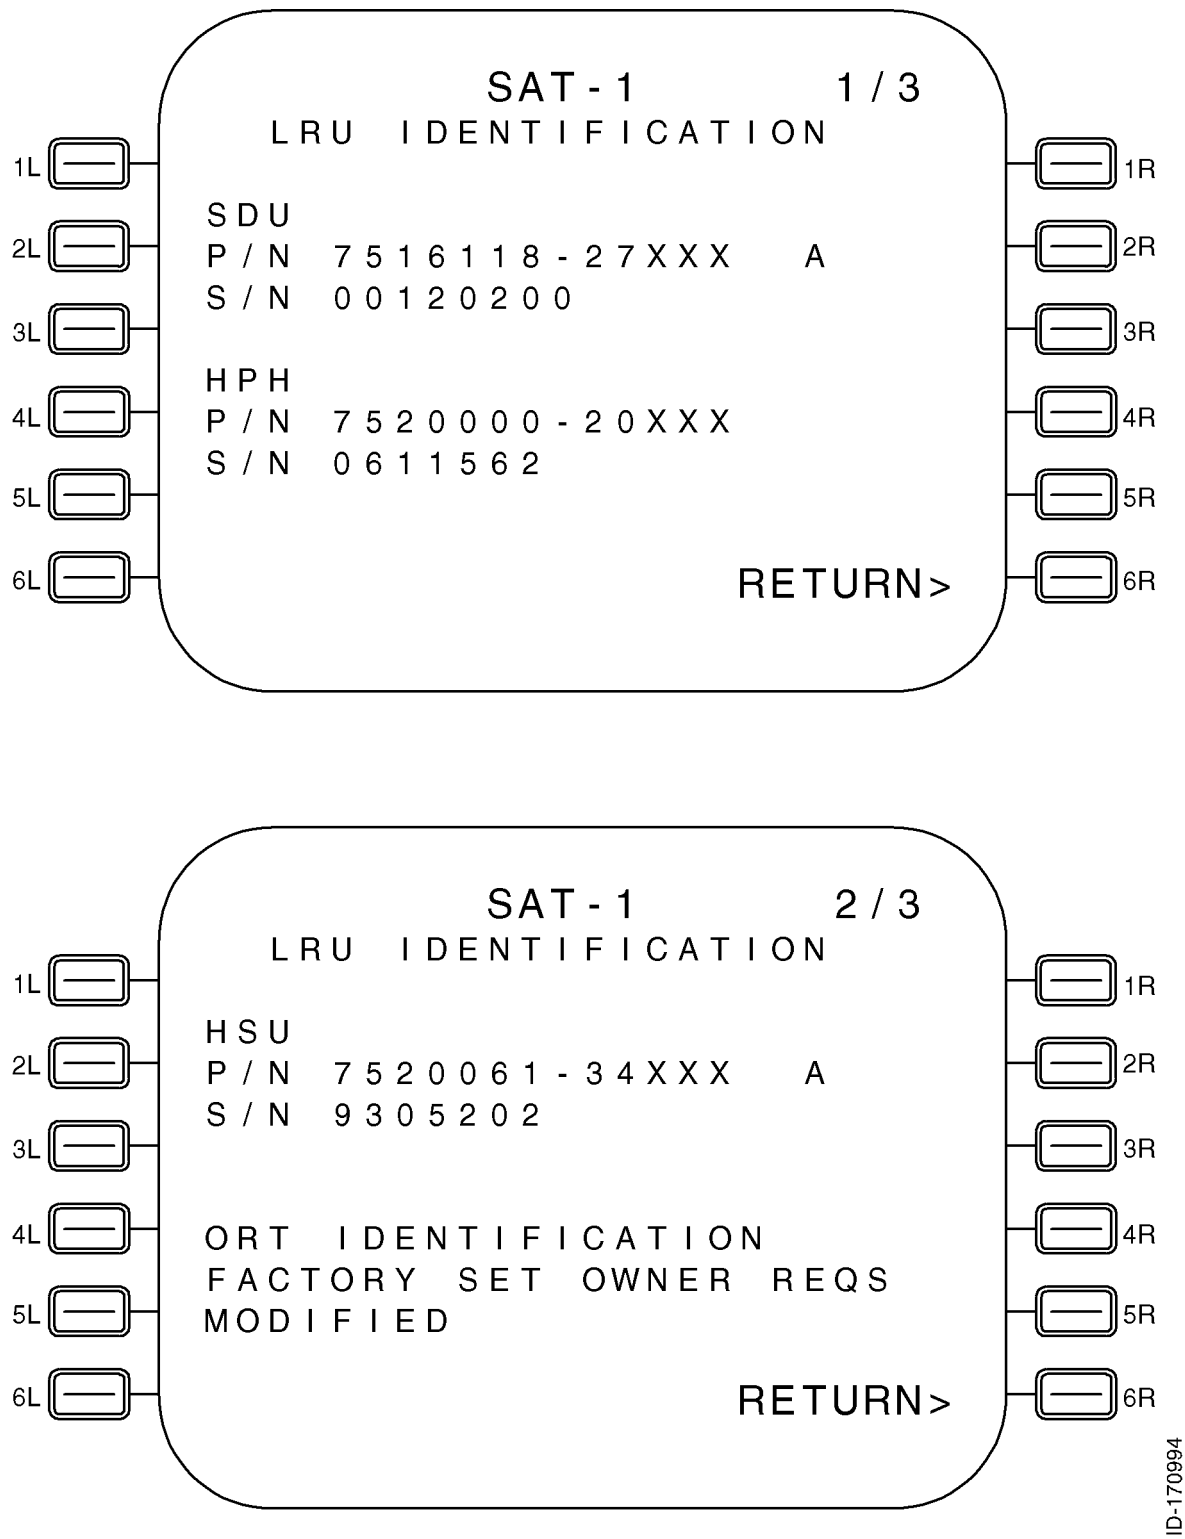 SAT-1 1/3
LRU IDENTIFICATION
1L 1R
SDU
2L P/N 7516118-27XXX A 2R
S/N 00120200
3L 3R
HPH
4L P/N 7520000-20XXX 4R
S/N 0611562
5L 5R
6L RETURN> 6R
SAT-1 2/3
LRU IDENTIFICATION
1L 1R
HSU
2L P/N 7520061-34XXX A 2R
S/N 9305202
3L 3R
4L ORT IDENTIFICATION 4R
FACTORY SET OWNER REQS
5L MODIFIED 5R
6L RETURN> 6R
ID-170994